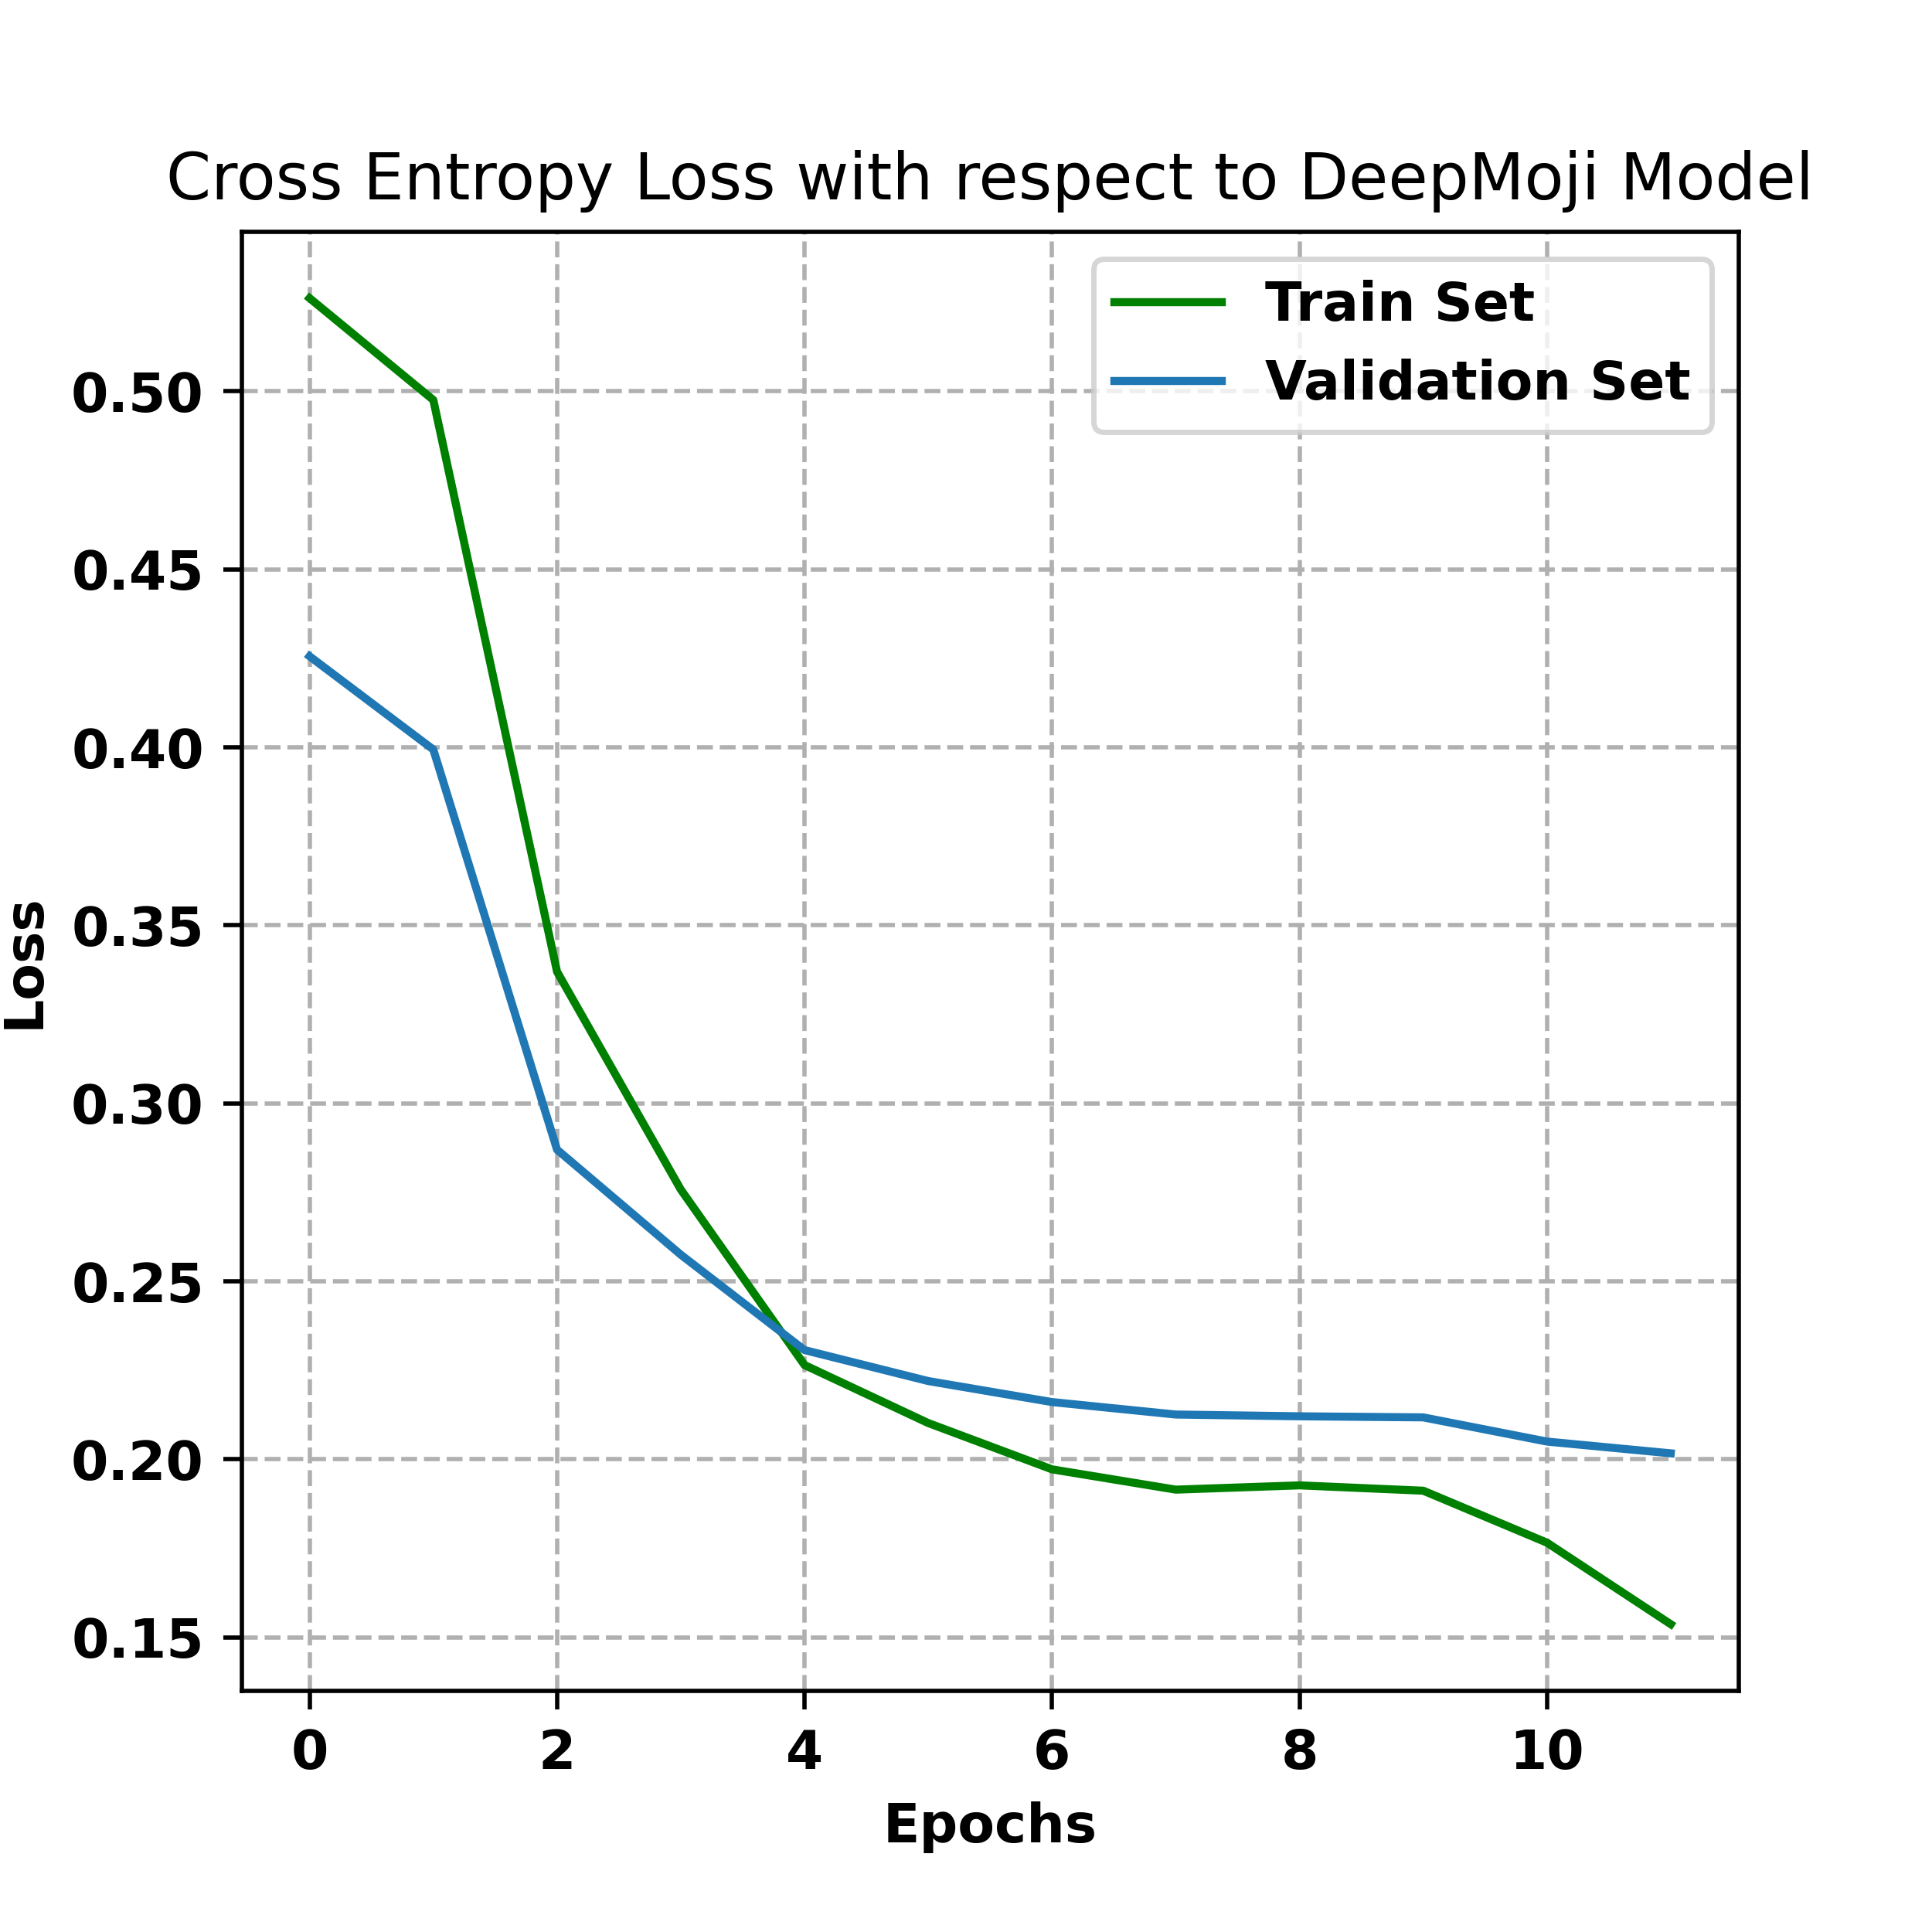 Cross Entropy Loss with respect to DeepMoji Model
Train Set
Validation Set
0.50
0.45
0.40
0.35
0.30
0.25
0.20
0.15
Loss
0 2 4 6 8 10
Epochs